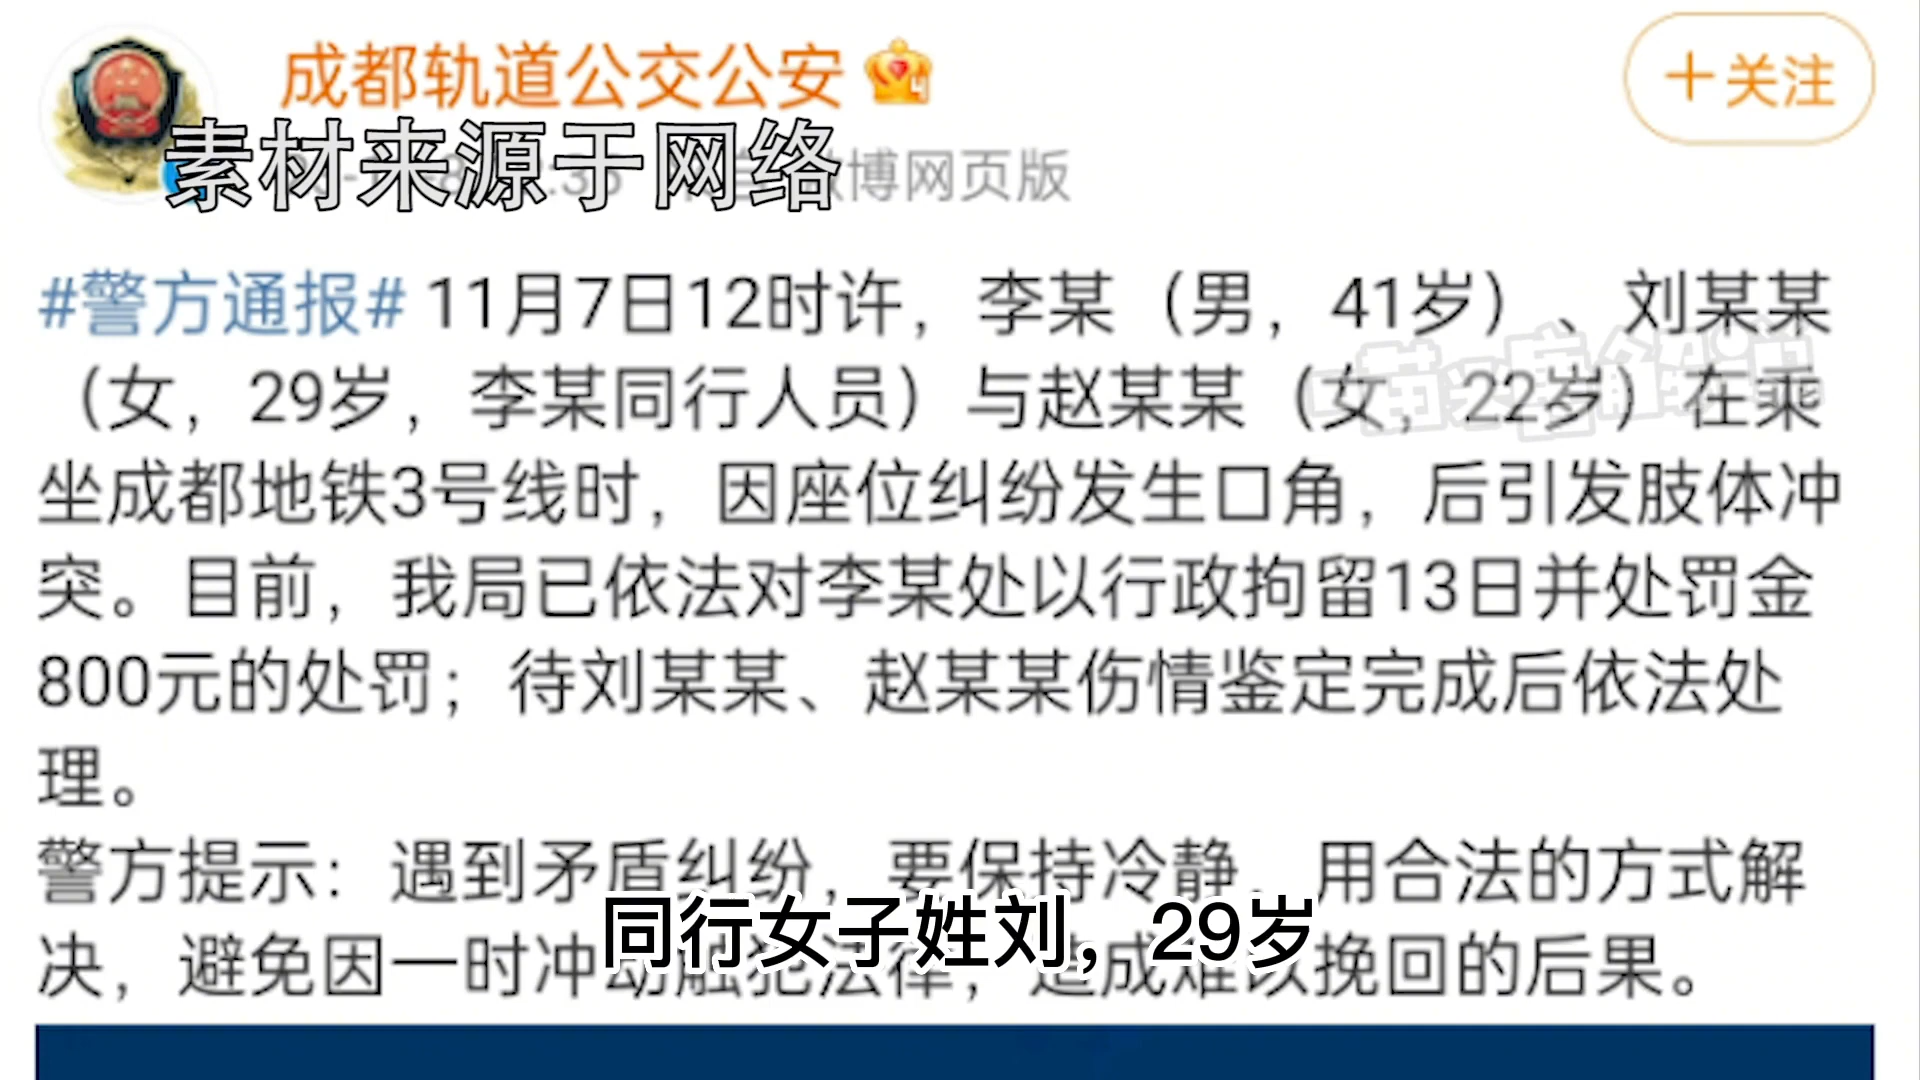 成都轨道公交公安
+关注
素材来源于网络
微博网页版
#警方通报# 11月7日12时许，李某（男，41岁）、刘某某
（女，29岁，李某同行人员）与赵某某（女，22岁）在乘
坐成都地铁3号线时，因座位纠纷发生口角，后引发肢体冲
突。目前，我局已依法对李某处以行政拘留13日并处罚金
800元的处罚；待刘某某、赵某某伤情鉴定完成后依法处
理。
警方提示：遇到矛盾纠纷，要保持冷静，用合法的方式解
决，避免因一时冲动触犯法律，造成难以挽回的后果。
同行女子姓刘，29岁